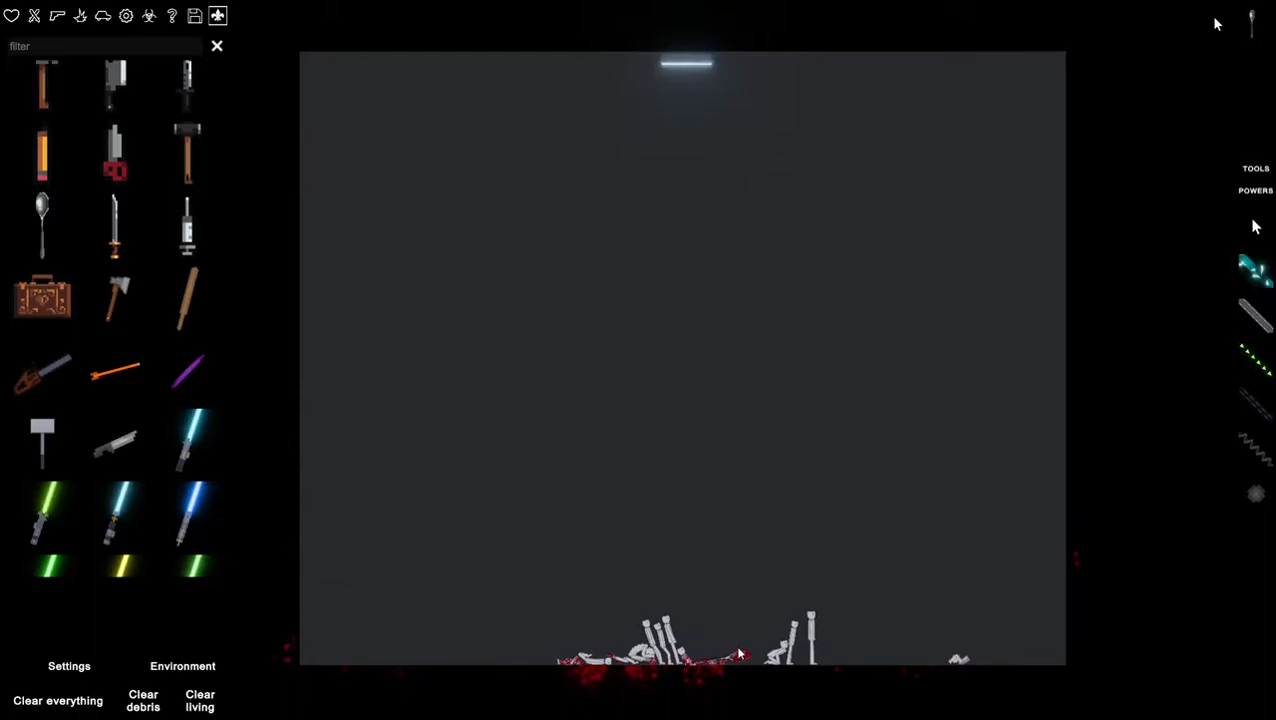 filter
TOOLS
POWERS
Settings
Environment
Clear everything
Clear
debris
Clear
living